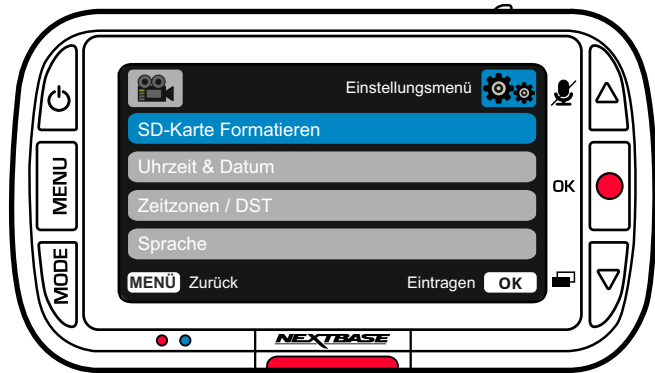 Einstellungsmenü
SD-Karte Formatieren
Uhrzeit & Datum
Zeitzonen / DST
Sprache
MENÜ Zurück Eintragen OK
MENU
MODE
OK
NEXTBASE